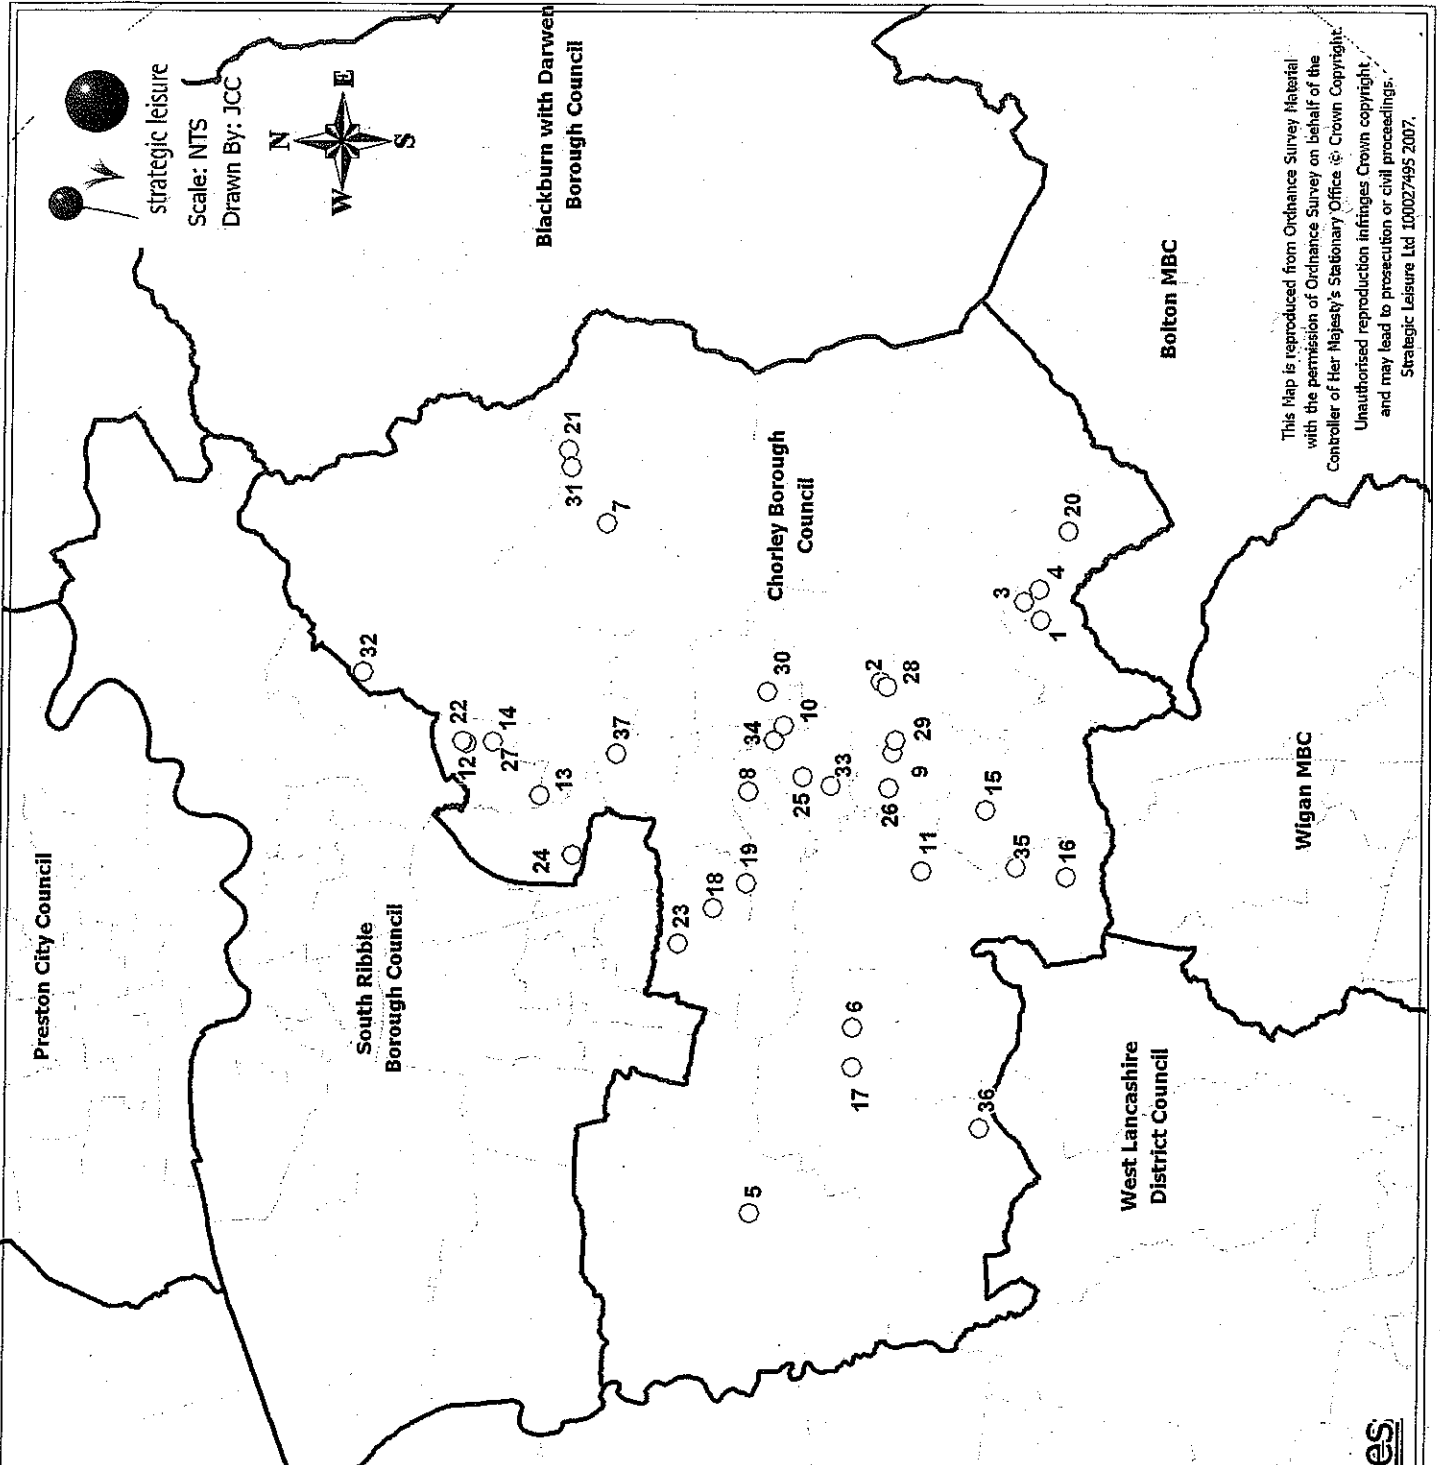 strategic leisure
Scale: NTS
Drawn By: JCC
N
W
E
S
Preston City Council
South Ribble
Borough Council
Blackburn with Darwen
Borough Council
Chorley Borough
Council
Bolton MBC
Wigan MBC
West Lancashire
District Council
32
22
12
14
27
13
24
37
21
31
7
23
18
19
8
34
30
10
25
33
2
28
26
9
29
11
15
35
16
3
4
1
20
5
17
6
36
This Map is reproduced from Ordnance Survey Material
with the permission of Ordnance Survey on behalf of the
Controller of Her Majesty's Stationary Office © Crown Copyright.
Unauthorised reproduction infringes Crown copyright,
and may lead to prosecution or civil proceedings.
Strategic Leisure Ltd 100027495 2007.
es